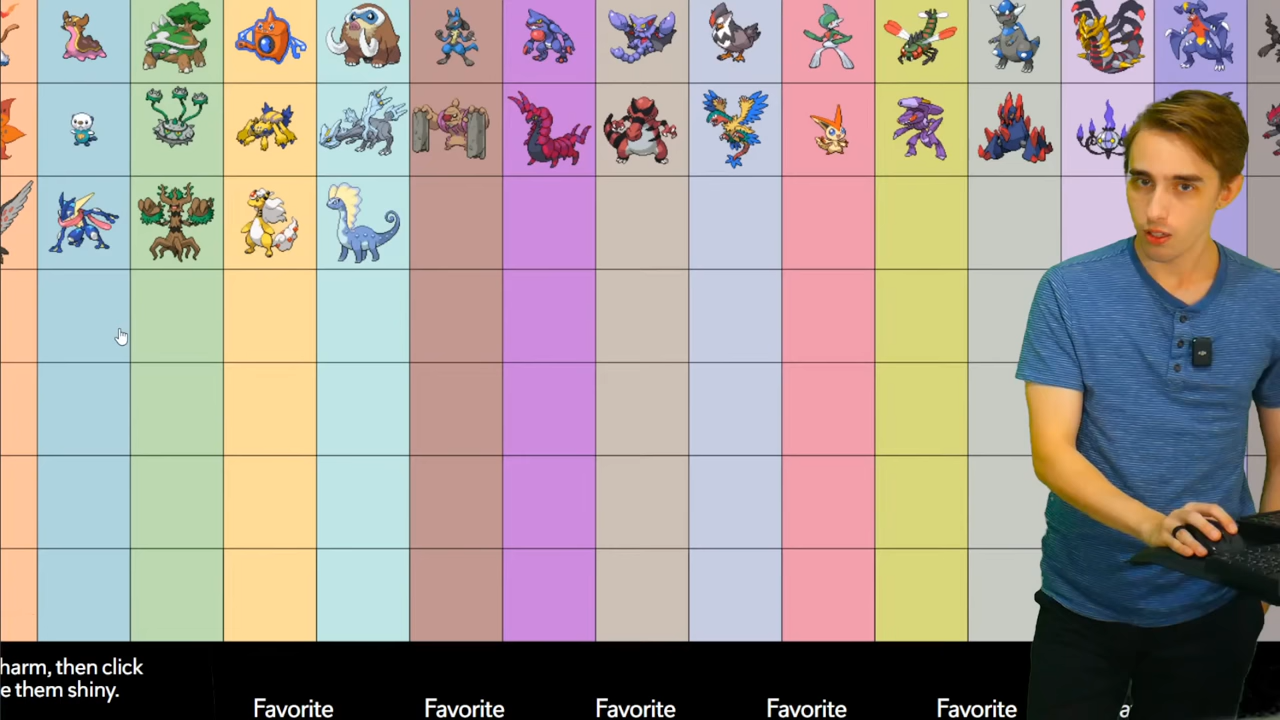 harm, then click
e them shiny.
Favorite
Favorite
Favorite
Favorite
Favorite
a